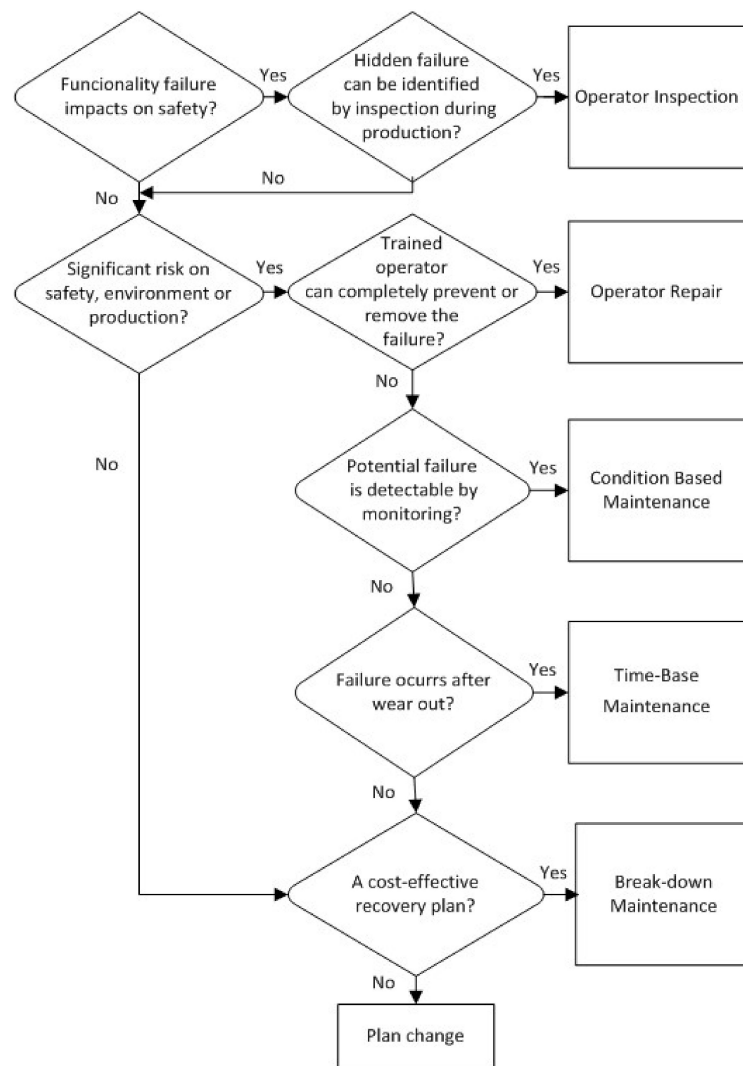 Funcionality failure
impacts on safety?
Yes
Hidden failure
can be identified
by inspection during
production?
Yes
Operator Inspection
No
No
Significant risk on
safety, environment or
production?
Yes
Trained
operator
can completely prevent or
remove the
failure?
Yes
Operator Repair
No
No
Potential failure
is detectable by
monitoring?
Yes
Condition Based
Maintenance
No
Failure ocurrs after
wear out?
Yes
Time-Base
Maintenance
No
A cost-effective
recovery plan?
Yes
Break-down
Maintenance
No
Plan change